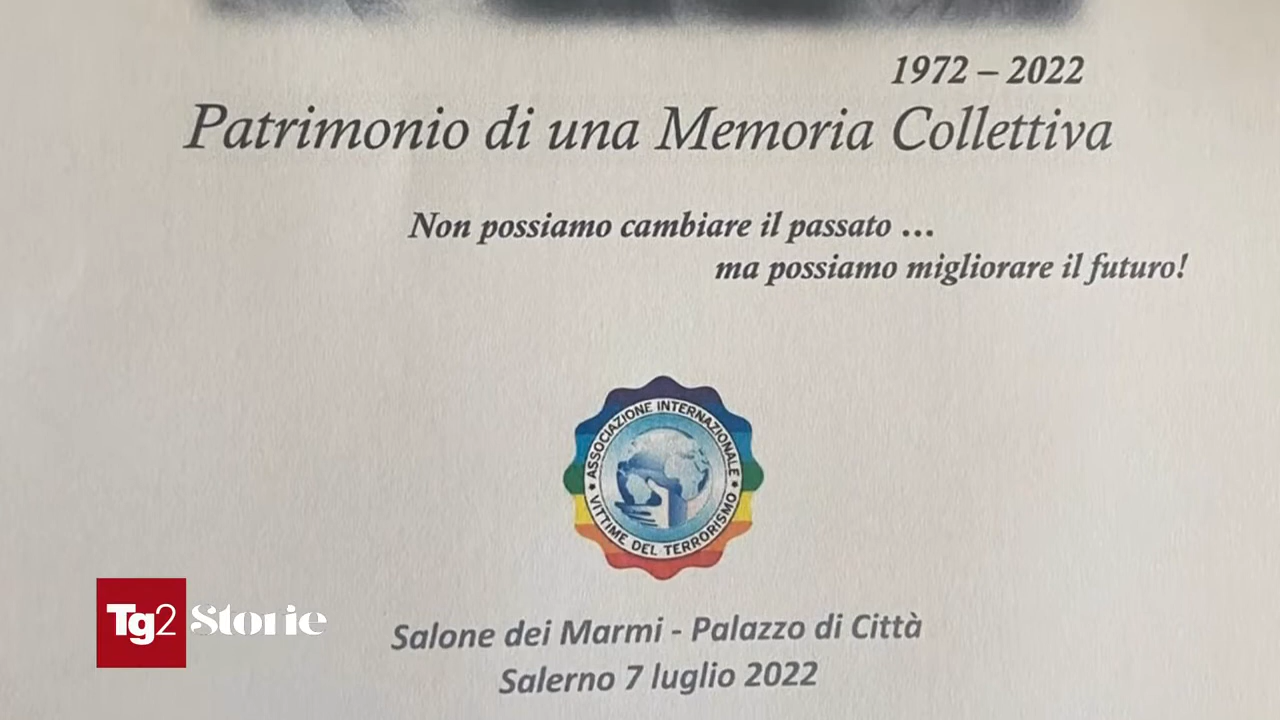 1972 – 2022
Patrimonio di una Memoria Collettiva
Non possiamo cambiare il passato ...
ma possiamo migliorare il futuro!
ASSOCIAZIONE INTERNAZIONALE
VITTIME DEL TERRORISMO
Salone dei Marmi - Palazzo di Città
Salerno 7 luglio 2022
Tg2 Storie